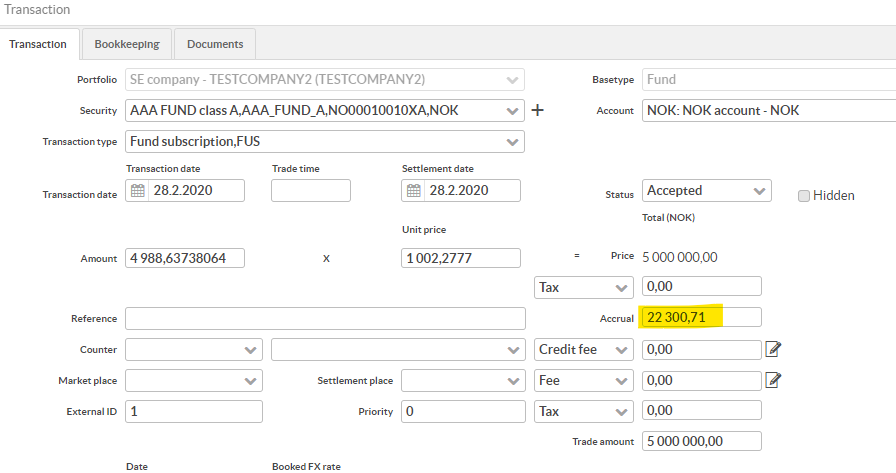 Transaction
Transaction Bookkeeping Documents
Portfolio SE company - TESTCOMPANY2 (TESTCOMPANY2) Basetype Fund
Security AAA FUND class A,AAA_FUND_A,NO00010010XA,NOK + Account NOK: NOK account - NOK
Transaction type Fund subscription,FUS
Transaction date Trade time Settlement date
Transaction date 28.2.2020 28.2.2020 Status Accepted Hidden
Total (NOK)
Unit price
Amount 4 988,63738064 X 1 002,2777 = Price 5 000 000,00
Tax 0,00
Reference Accrual 22 300,71
Counter Credit fee 0,00
Market place Settlement place Fee 0,00
External ID 1 Priority 0 Tax 0,00
Trade amount 5 000 000,00
Date Booked FX rate